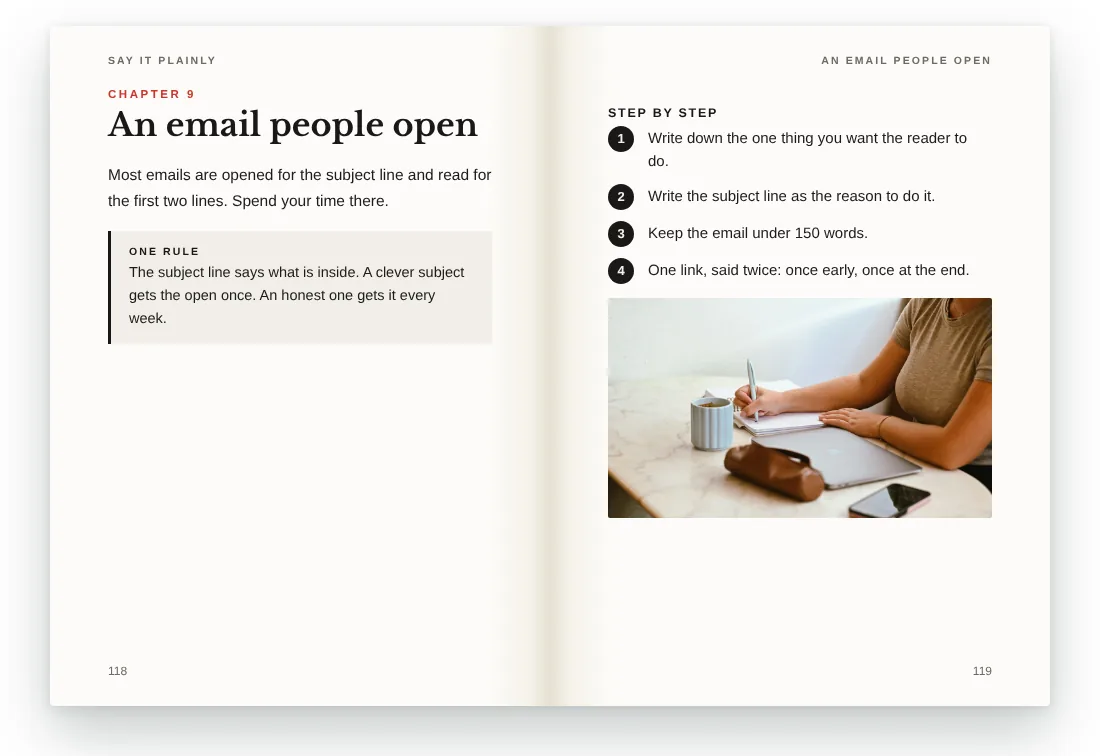 SAY IT PLAINLY
CHAPTER 9
An email people open
Most emails are opened for the subject line and read for
the first two lines. Spend your time there.
ONE RULE
The subject line says what is inside. A clever subject
gets the open once. An honest one gets it every
week.
118
AN EMAIL PEOPLE OPEN
STEP BY STEP
1 Write down the one thing you want the reader to
do.
2 Write the subject line as the reason to do it.
3 Keep the email under 150 words.
4 One link, said twice: once early, once at the end.
119